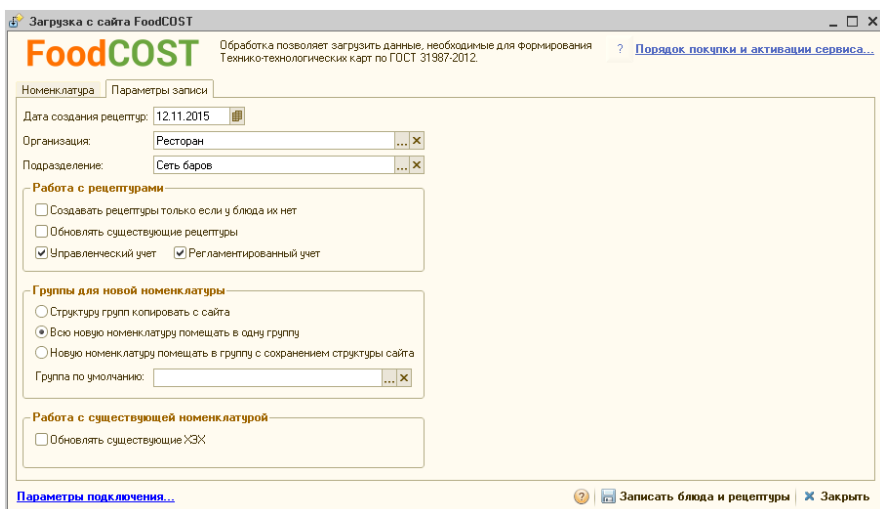 Загрузка с сайта FoodCOST
FoodCOST
Обработка позволяет загрузить данные, необходимые для формирования
Технико-технологических карт по ГОСТ 31987-2012.
? Порядок покупки и активации сервиса...
Номенклатура Параметры записи
Дата создания рецептур: 12.11.2015
Организация: Ресторан ...
Подразделение: Сеть баров ...
Работа с рецептурами
Создавать рецептуры только если у блюда их нет
Обновлять существующие рецептуры
Управленческий учет Регламентированный учет
Группы для новой номенклатуры
Структуру групп копировать с сайта
Всю новую номенклатуру помещать в одну группу
Новую номенклатуру помещать в группу с сохранением структуры сайта
Группа по умолчанию: ...
Работа с существующей номенклатурой
Обновлять существующие ХЭХ
Параметры подключения... ? Записать блюда и рецептуры Закрыть